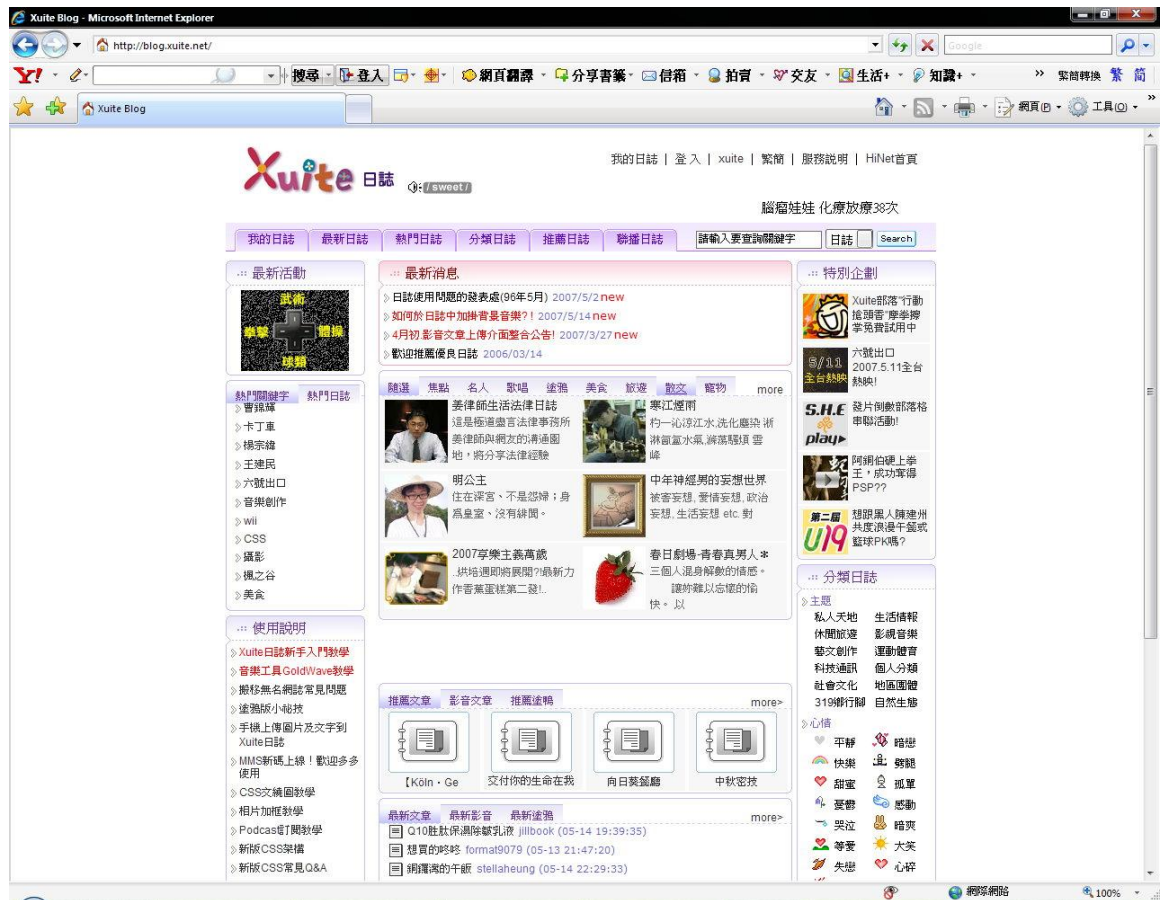 Xuite Blog - Microsoft Internet Explorer
http://blog.xuite.net/
Google
Y! 搜尋 登入 網頁翻譯 分享書籤 信箱 拍賣 交友 生活+ 知識+ » 繁簡轉換 繁 简
Xuite Blog
網頁(P) 工具(O) »
Xuite 日誌 /sweet/
我的日誌 | 登入 | xuite | 繁簡 | 服務說明 | HiNet首頁
腦瘤娃娃 化療放療38次
我的日誌 最新日誌 熱門日誌 分類日誌 推薦日誌 聯播日誌 請輸入要查詢關鍵字 日誌 Search
最新活動
武術
拳擊 體操
球類
熱門關鍵字 熱門日誌
曹錦輝
卡丁車
楊宗緯
王建民
六號出口
音樂創作
wii
CSS
攝影
楓之谷
美食
使用說明
Xuite日誌新手入門教學
音樂工具GoldWave教學
搬移無名網誌常見問題
塗鴉版小秘技
手機上傳圖片及文字到
Xuite日誌
MMS新碼上線！歡迎多多
使用
CSS文繞圖教學
相片加框教學
Podcast訂閱教學
新版CSS架構
新版CSS常見Q&A
最新消息
日誌使用問題的發表處(96年5月) 2007/5/2 new
如何於日誌中加掛背景音樂?! 2007/5/14 new
4月初.影音文章上傳介面整合公告! 2007/3/27 new
歡迎推薦優良日誌 2006/03/14
隨選 焦點 名人 歌唱 塗鴉 美食 旅遊 散文 寵物 more
姜律師生活法律日誌
這是極道盡言法律事務所
姜律師與網友的溝通園
地，將分享法律經驗
寒江煙雨
杓一沁淳江水,洗化塵染 淅
淋氤氳水氣,滌蕩騷煩 雲
峰
明公主
住在深宮、不是怨婦；身
為皇室、沒有緋聞。
中年神經男的妄想世界
被害妄想, 愛情妄想, 政治
妄想, 生活妄想 etc. 對
2007享樂主義萬歲
..烘培週即將展開?!最新力
作香蕉蛋糕第二發!..
春日劇場-青春真男人*
三個人混身解數的情感。
讓妳難以忘懷的愉
快。 以
推薦文章 影音文章 推薦塗鴨 more>
【Köln・Ge 交付你的生命在我 向日葵餐廳 中秋密技
最新文章 最新影音 最新塗鴉 more>
Q10胜肽保濕除皺乳液 jillbook (05-14 19:39:35)
想買的咚咚 format9079 (05-13 21:47:20)
銅鑼灣的午飯 stellaheung (05-14 22:29:33)
特別企劃
Xuite部落"行動
搶頭香"摩拳擦
掌免費試用中
5/11
全台熱映
六號出口
2007.5.11全台
熱映!
S.H.E
play
發片倒數部落格
串聯活動!
阿銅伯硬上拳
王，成功奪得
PSP??
第二屆
U19
想跟黑人陳建州
共度浪漫午餐或
籃球PK嗎?
分類日誌
主題
私人天地 生活情報
休閒旅遊 影視音樂
藝文創作 運動體育
科技通訊 個人分類
社會文化 地區團體
319鄉行腳 自然生態
心情
平靜 暗戀
快樂 劈腿
甜蜜 孤單
憂鬱 感動
哭泣 暗爽
等愛 大笑
失戀 心碎
網際網路 100%